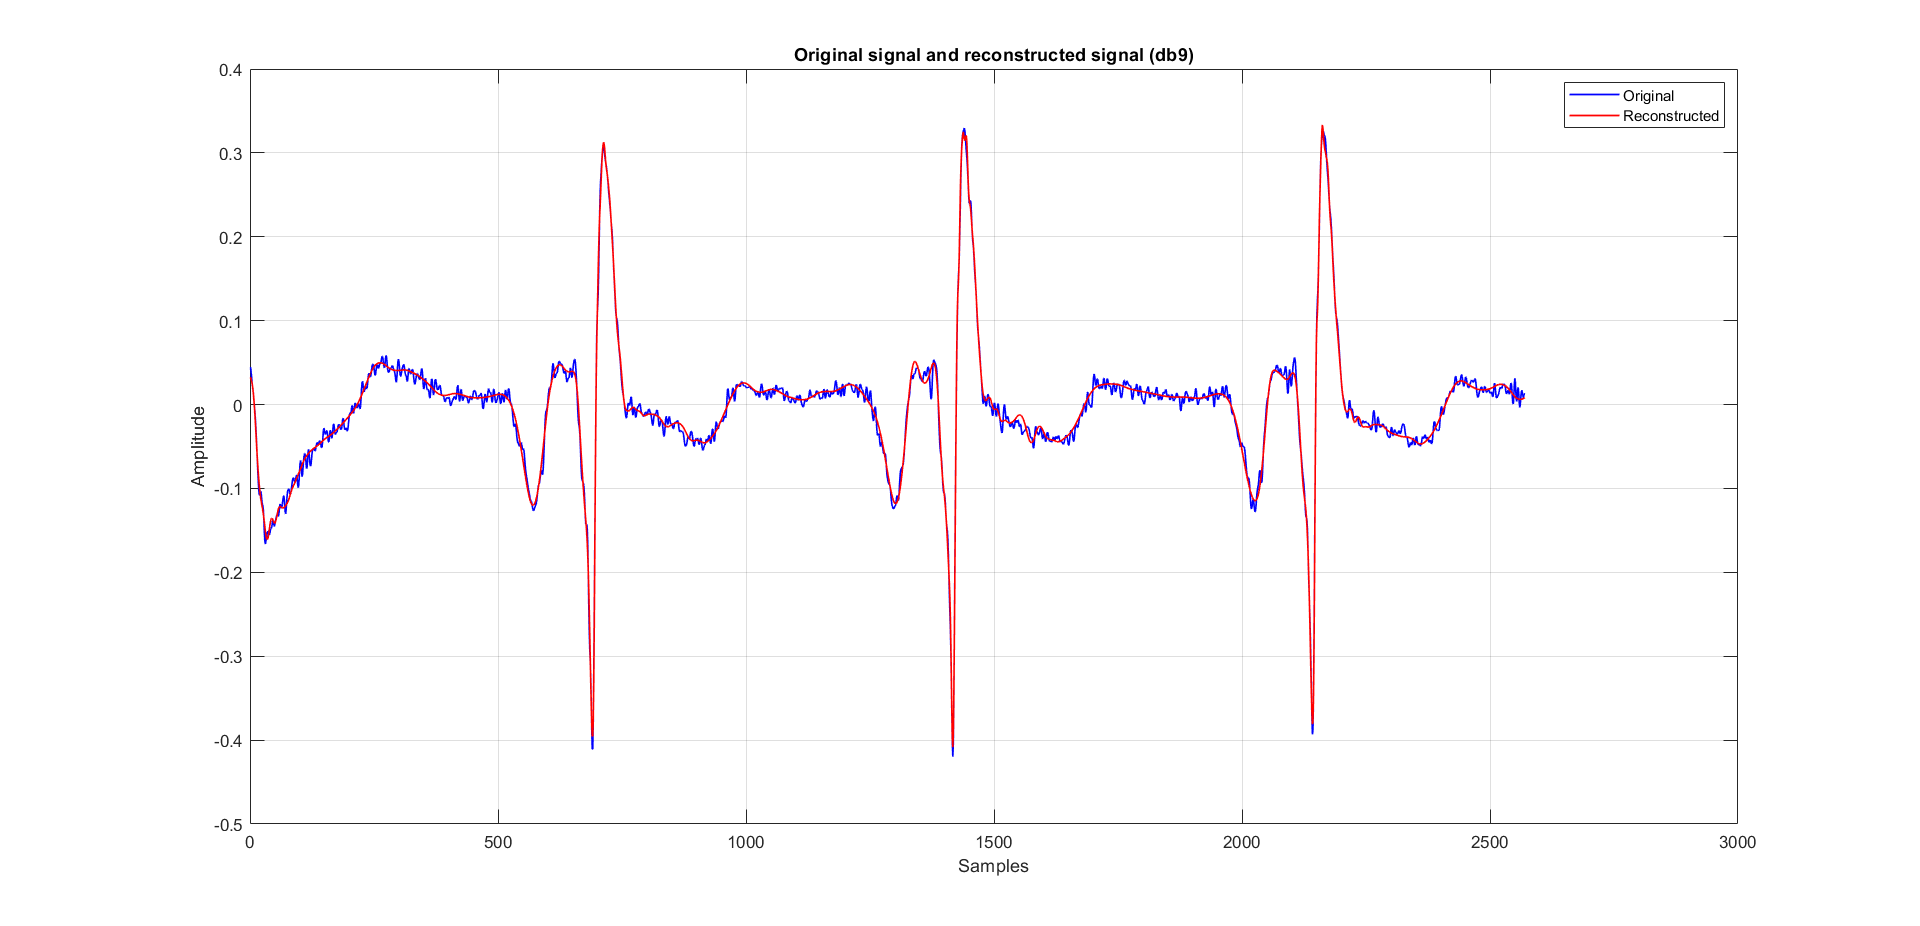 Original signal and reconstructed signal (db9)
0.4
0.3
0.2
0.1
0
-0.1
-0.2
-0.3
-0.4
-0.5
Amplitude
Original
Reconstructed
0 500 1000 1500 2000 2500 3000
Samples